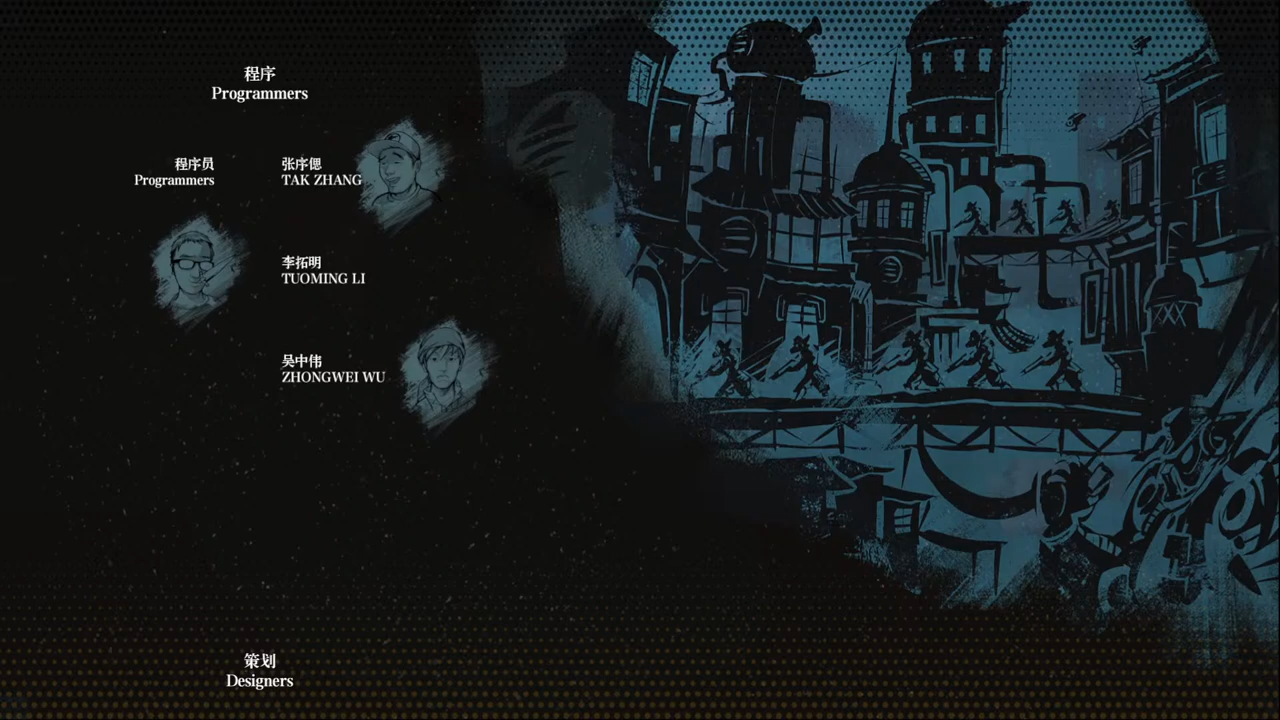 程序
Programmers
程序员
Programmers
张序偲
TAK ZHANG
李拓明
TUOMING LI
吴中伟
ZHONGWEI WU
策划
Designers